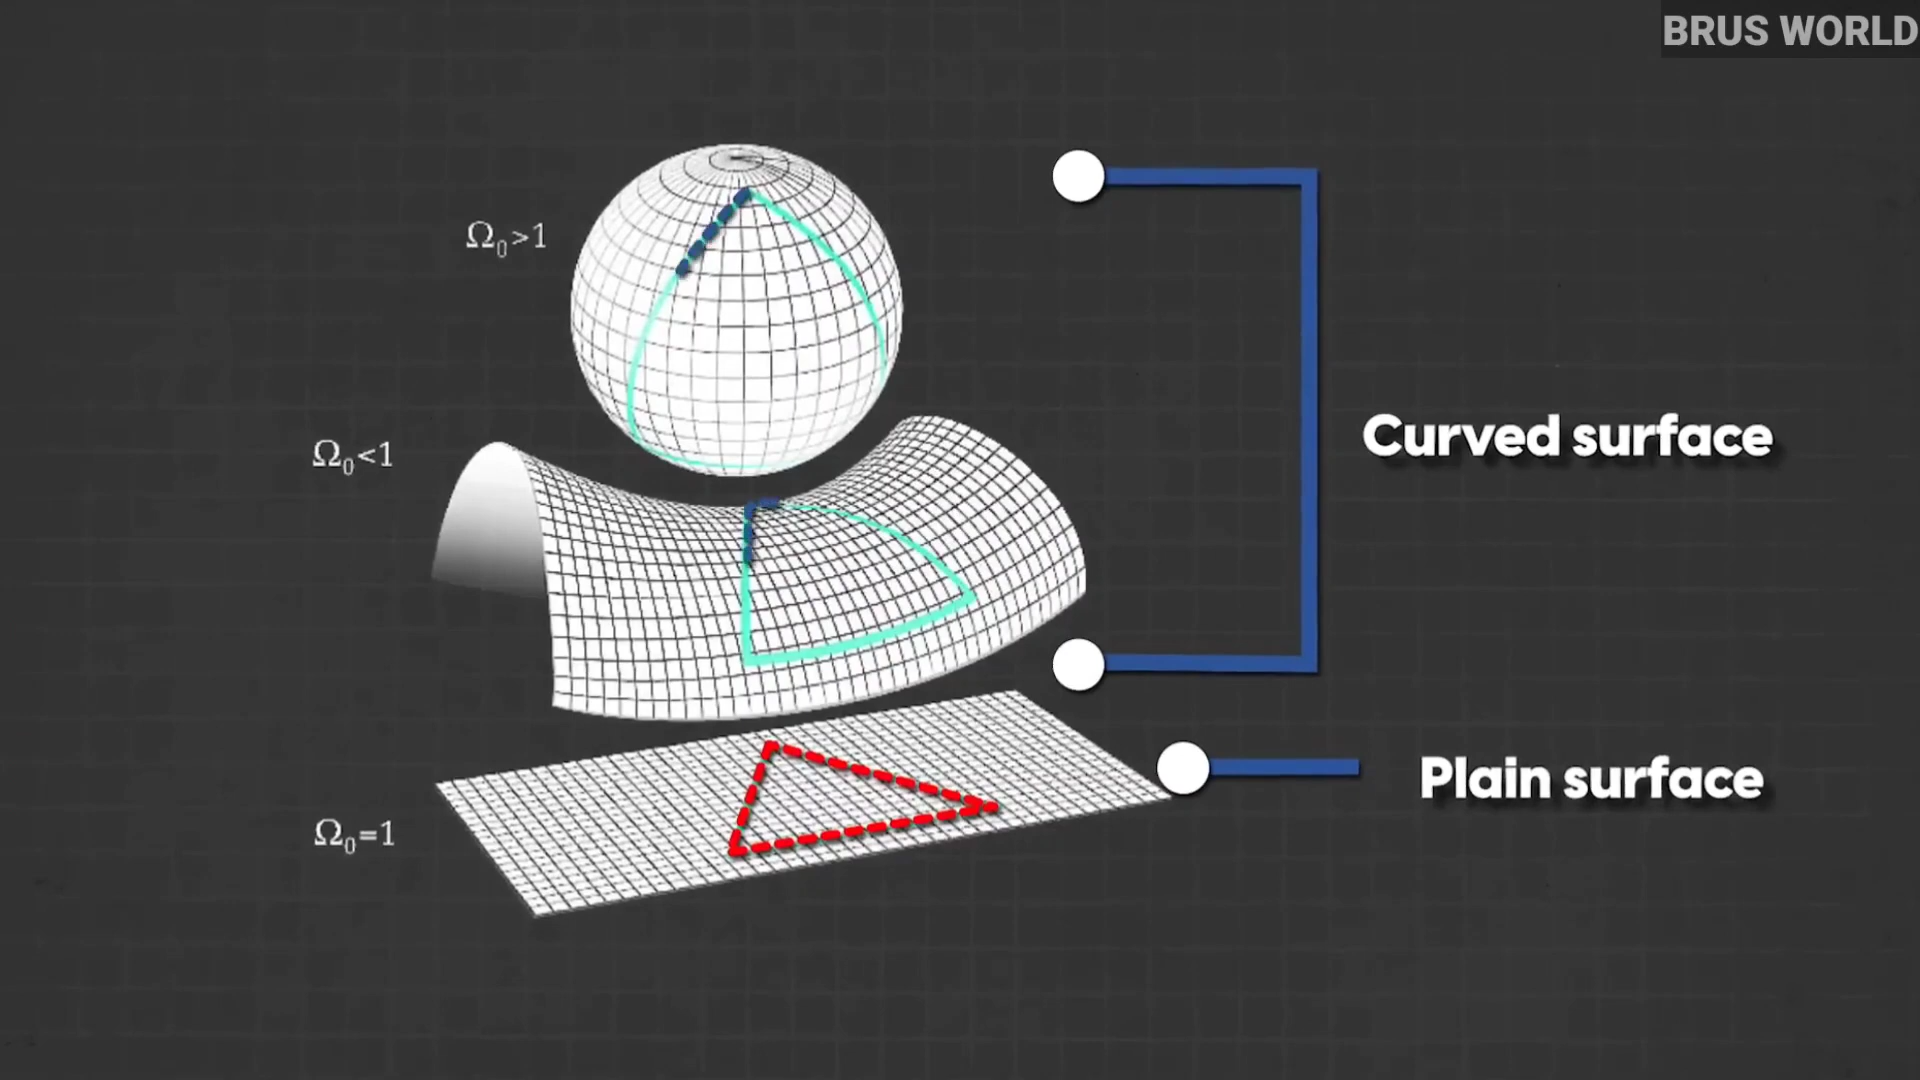 BRUS WORLD
Ω₀>1
Ω₀<1
Curved surface
Plain surface
Ω₀=1